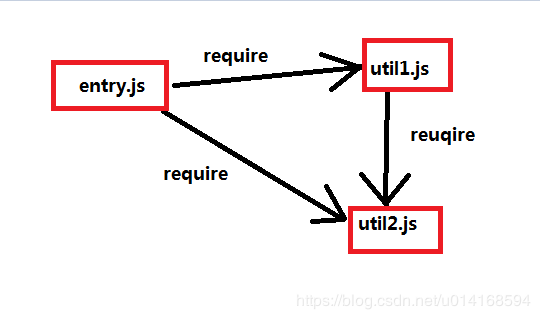 require
util1.js
entry.js
reuqire
require
util2.js
https://blog.csdn.net/u014168594